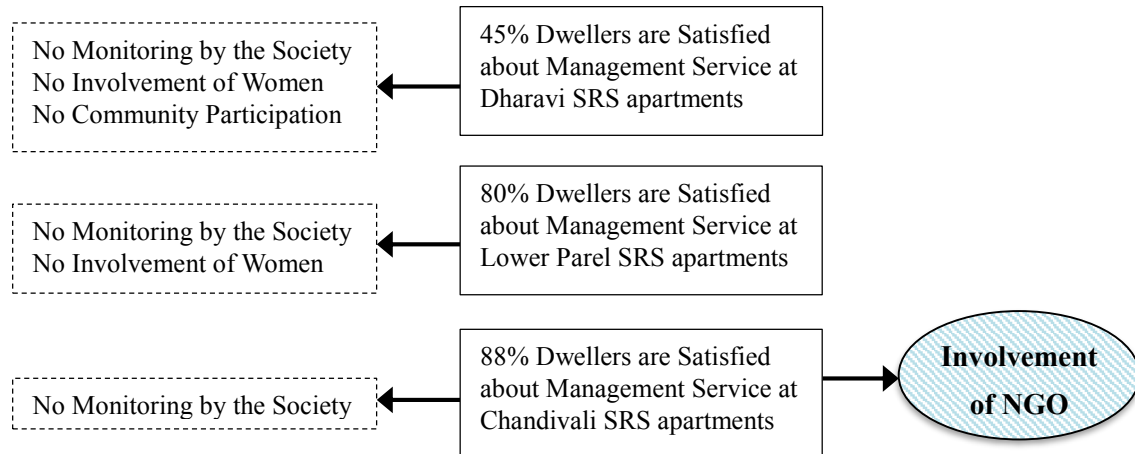 No Monitoring by the Society
No Involvement of Women
No Community Participation
45% Dwellers are Satisfied
about Management Service at
Dharavi SRS apartments
No Monitoring by the Society
No Involvement of Women
80% Dwellers are Satisfied
about Management Service at
Lower Parel SRS apartments
No Monitoring by the Society
88% Dwellers are Satisfied
about Management Service at
Chandivali SRS apartments
Involvement
of NGO